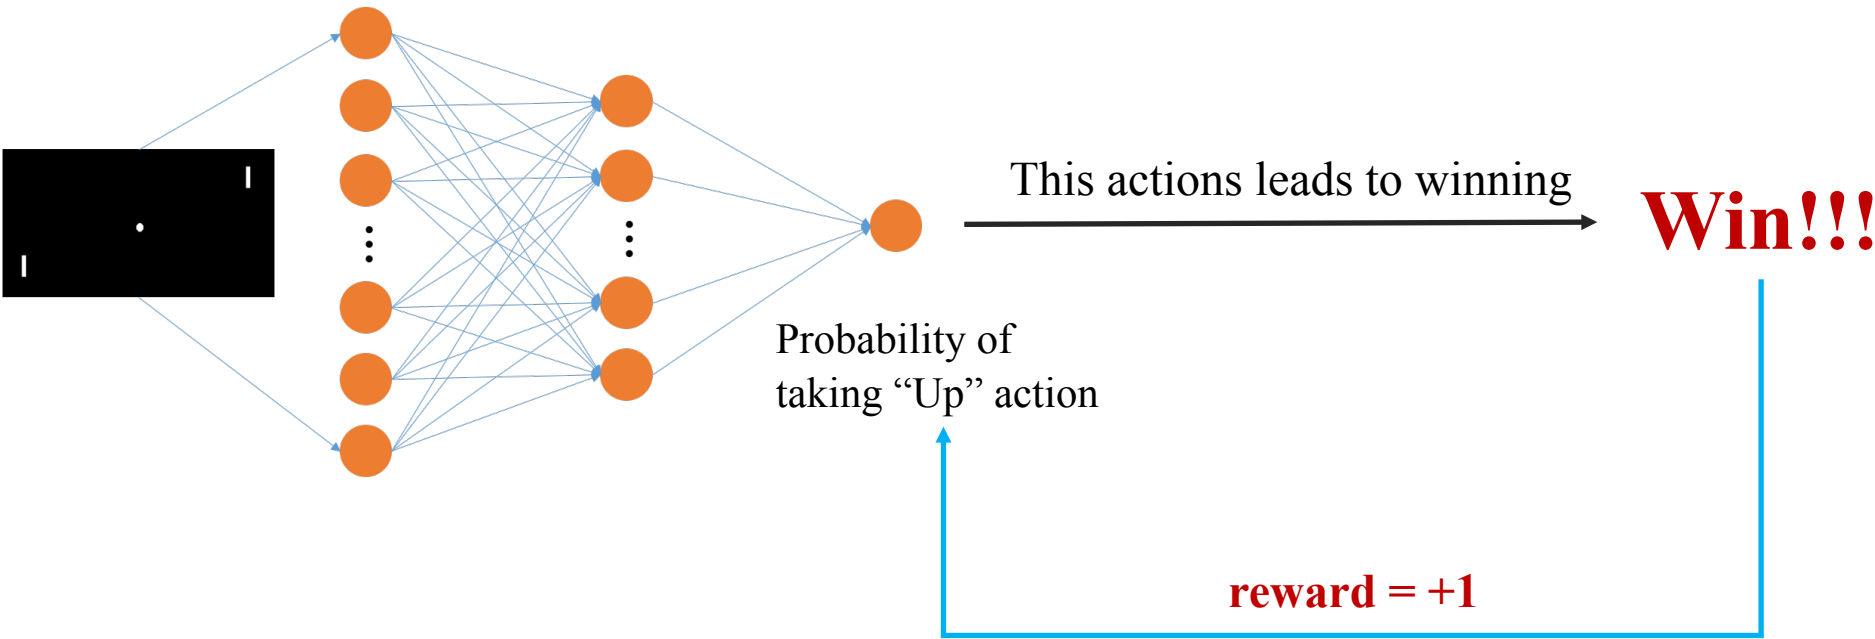 This actions leads to winning
Win!!!
Probability of
taking “Up” action
reward = +1